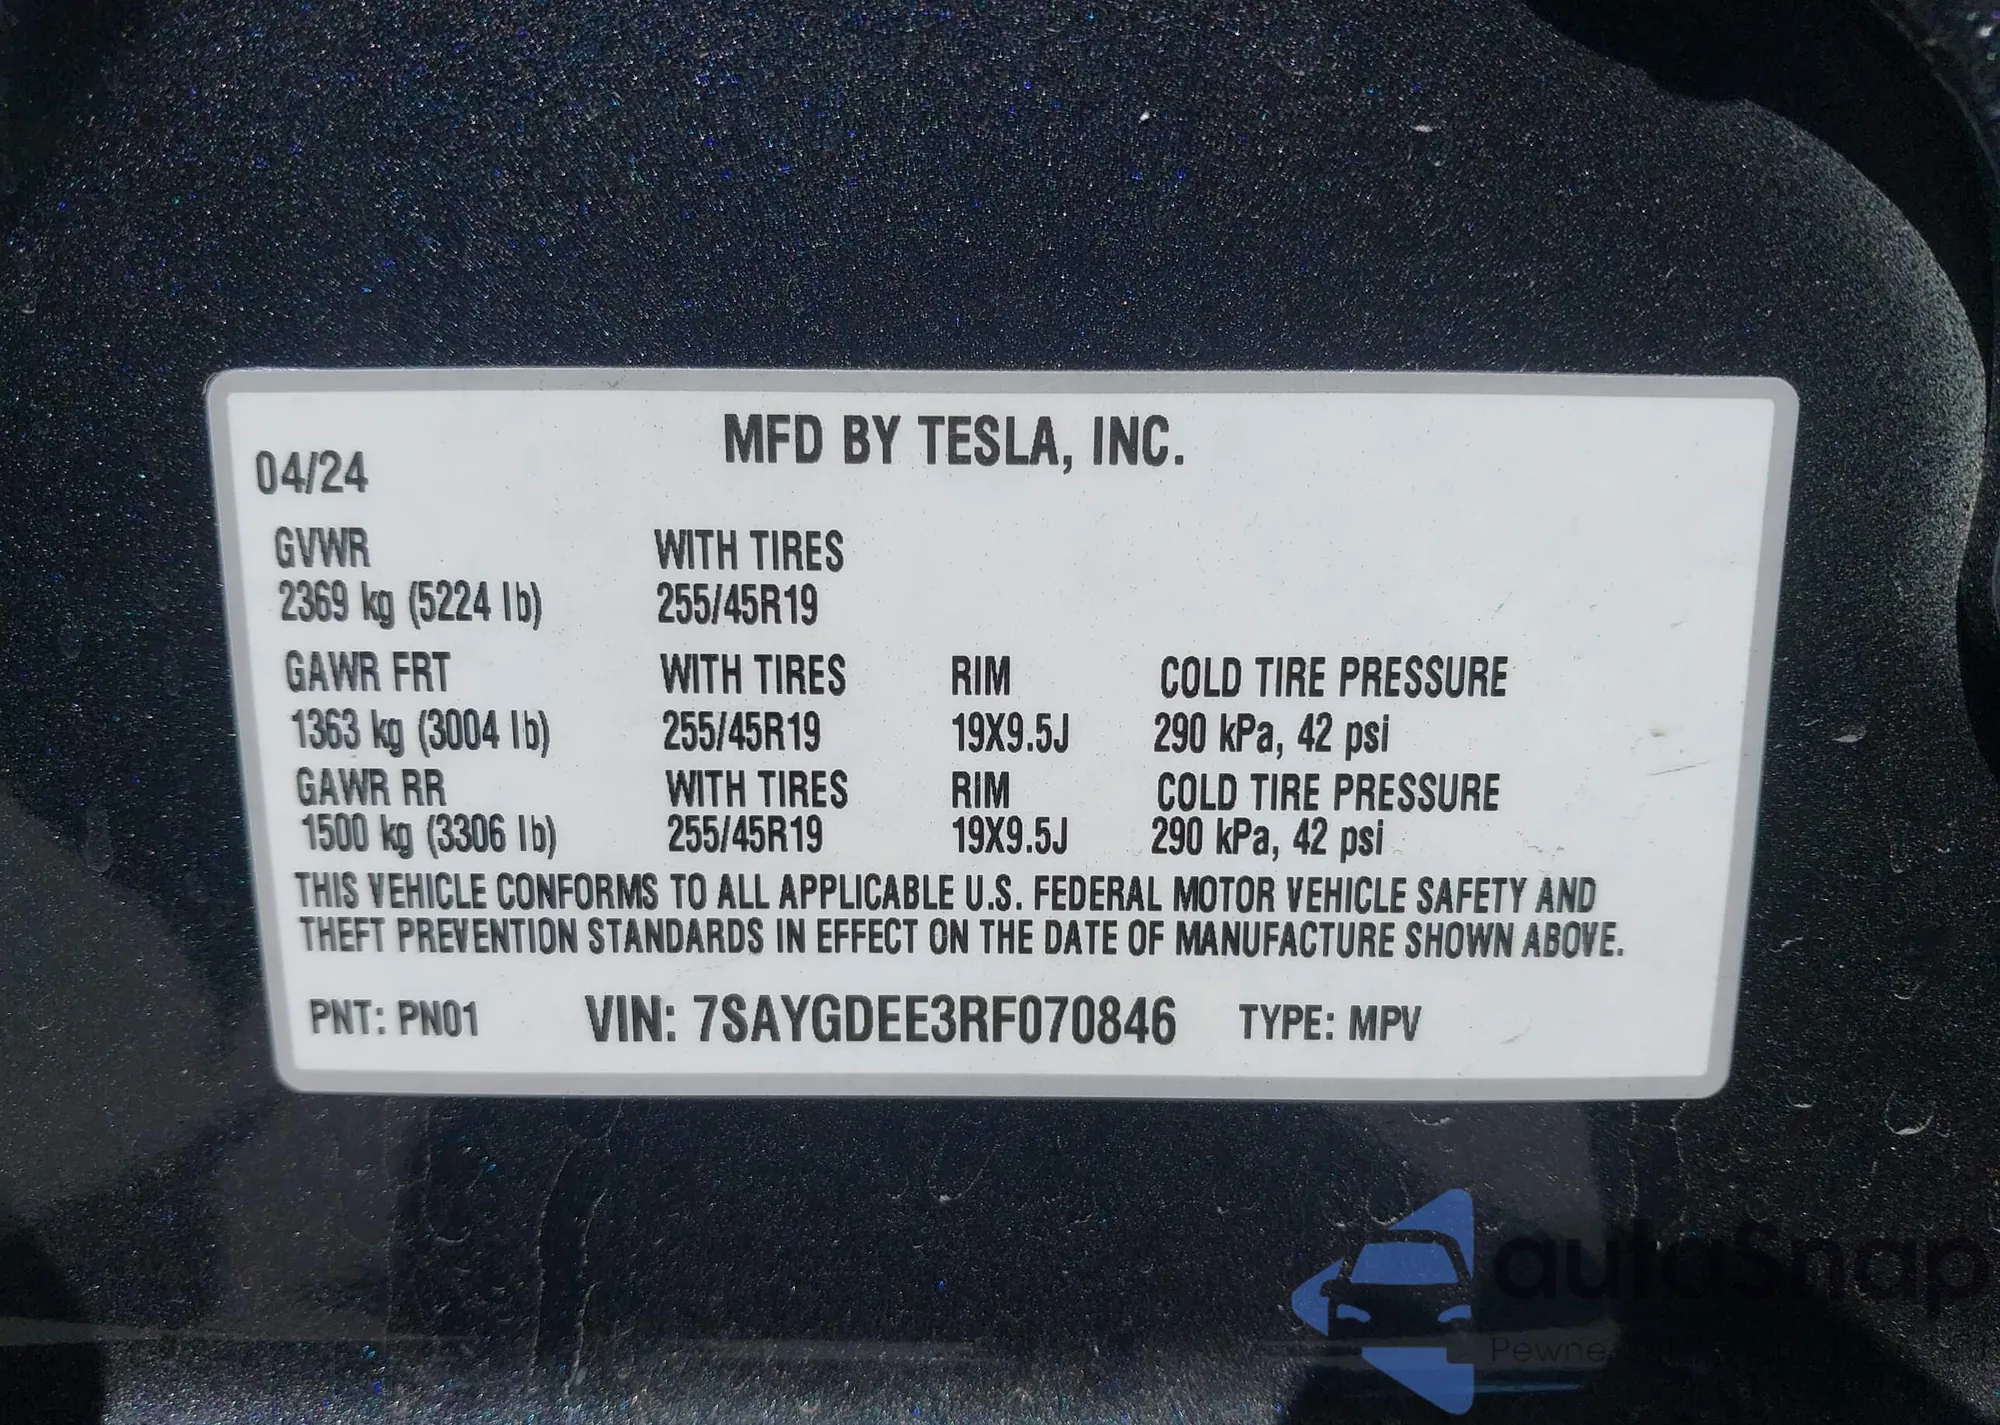 MFD BY TESLA, INC.
04/24
GVWR WITH TIRES
2369 kg (5224 lb) 255/45R19
GAWR FRT WITH TIRES RIM COLD TIRE PRESSURE
1363 kg (3004 lb) 255/45R19 19X9.5J 290 kPa, 42 psi
GAWR RR WITH TIRES RIM COLD TIRE PRESSURE
1500 kg (3306 lb) 255/45R19 19X9.5J 290 kPa, 42 psi
THIS VEHICLE CONFORMS TO ALL APPLICABLE U.S. FEDERAL MOTOR VEHICLE SAFETY AND
THEFT PREVENTION STANDARDS IN EFFECT ON THE DATE OF MANUFACTURE SHOWN ABOVE.
PNT: PN01 VIN: 7SAYGDEE3RF070846 TYPE: MPV
autoSnap